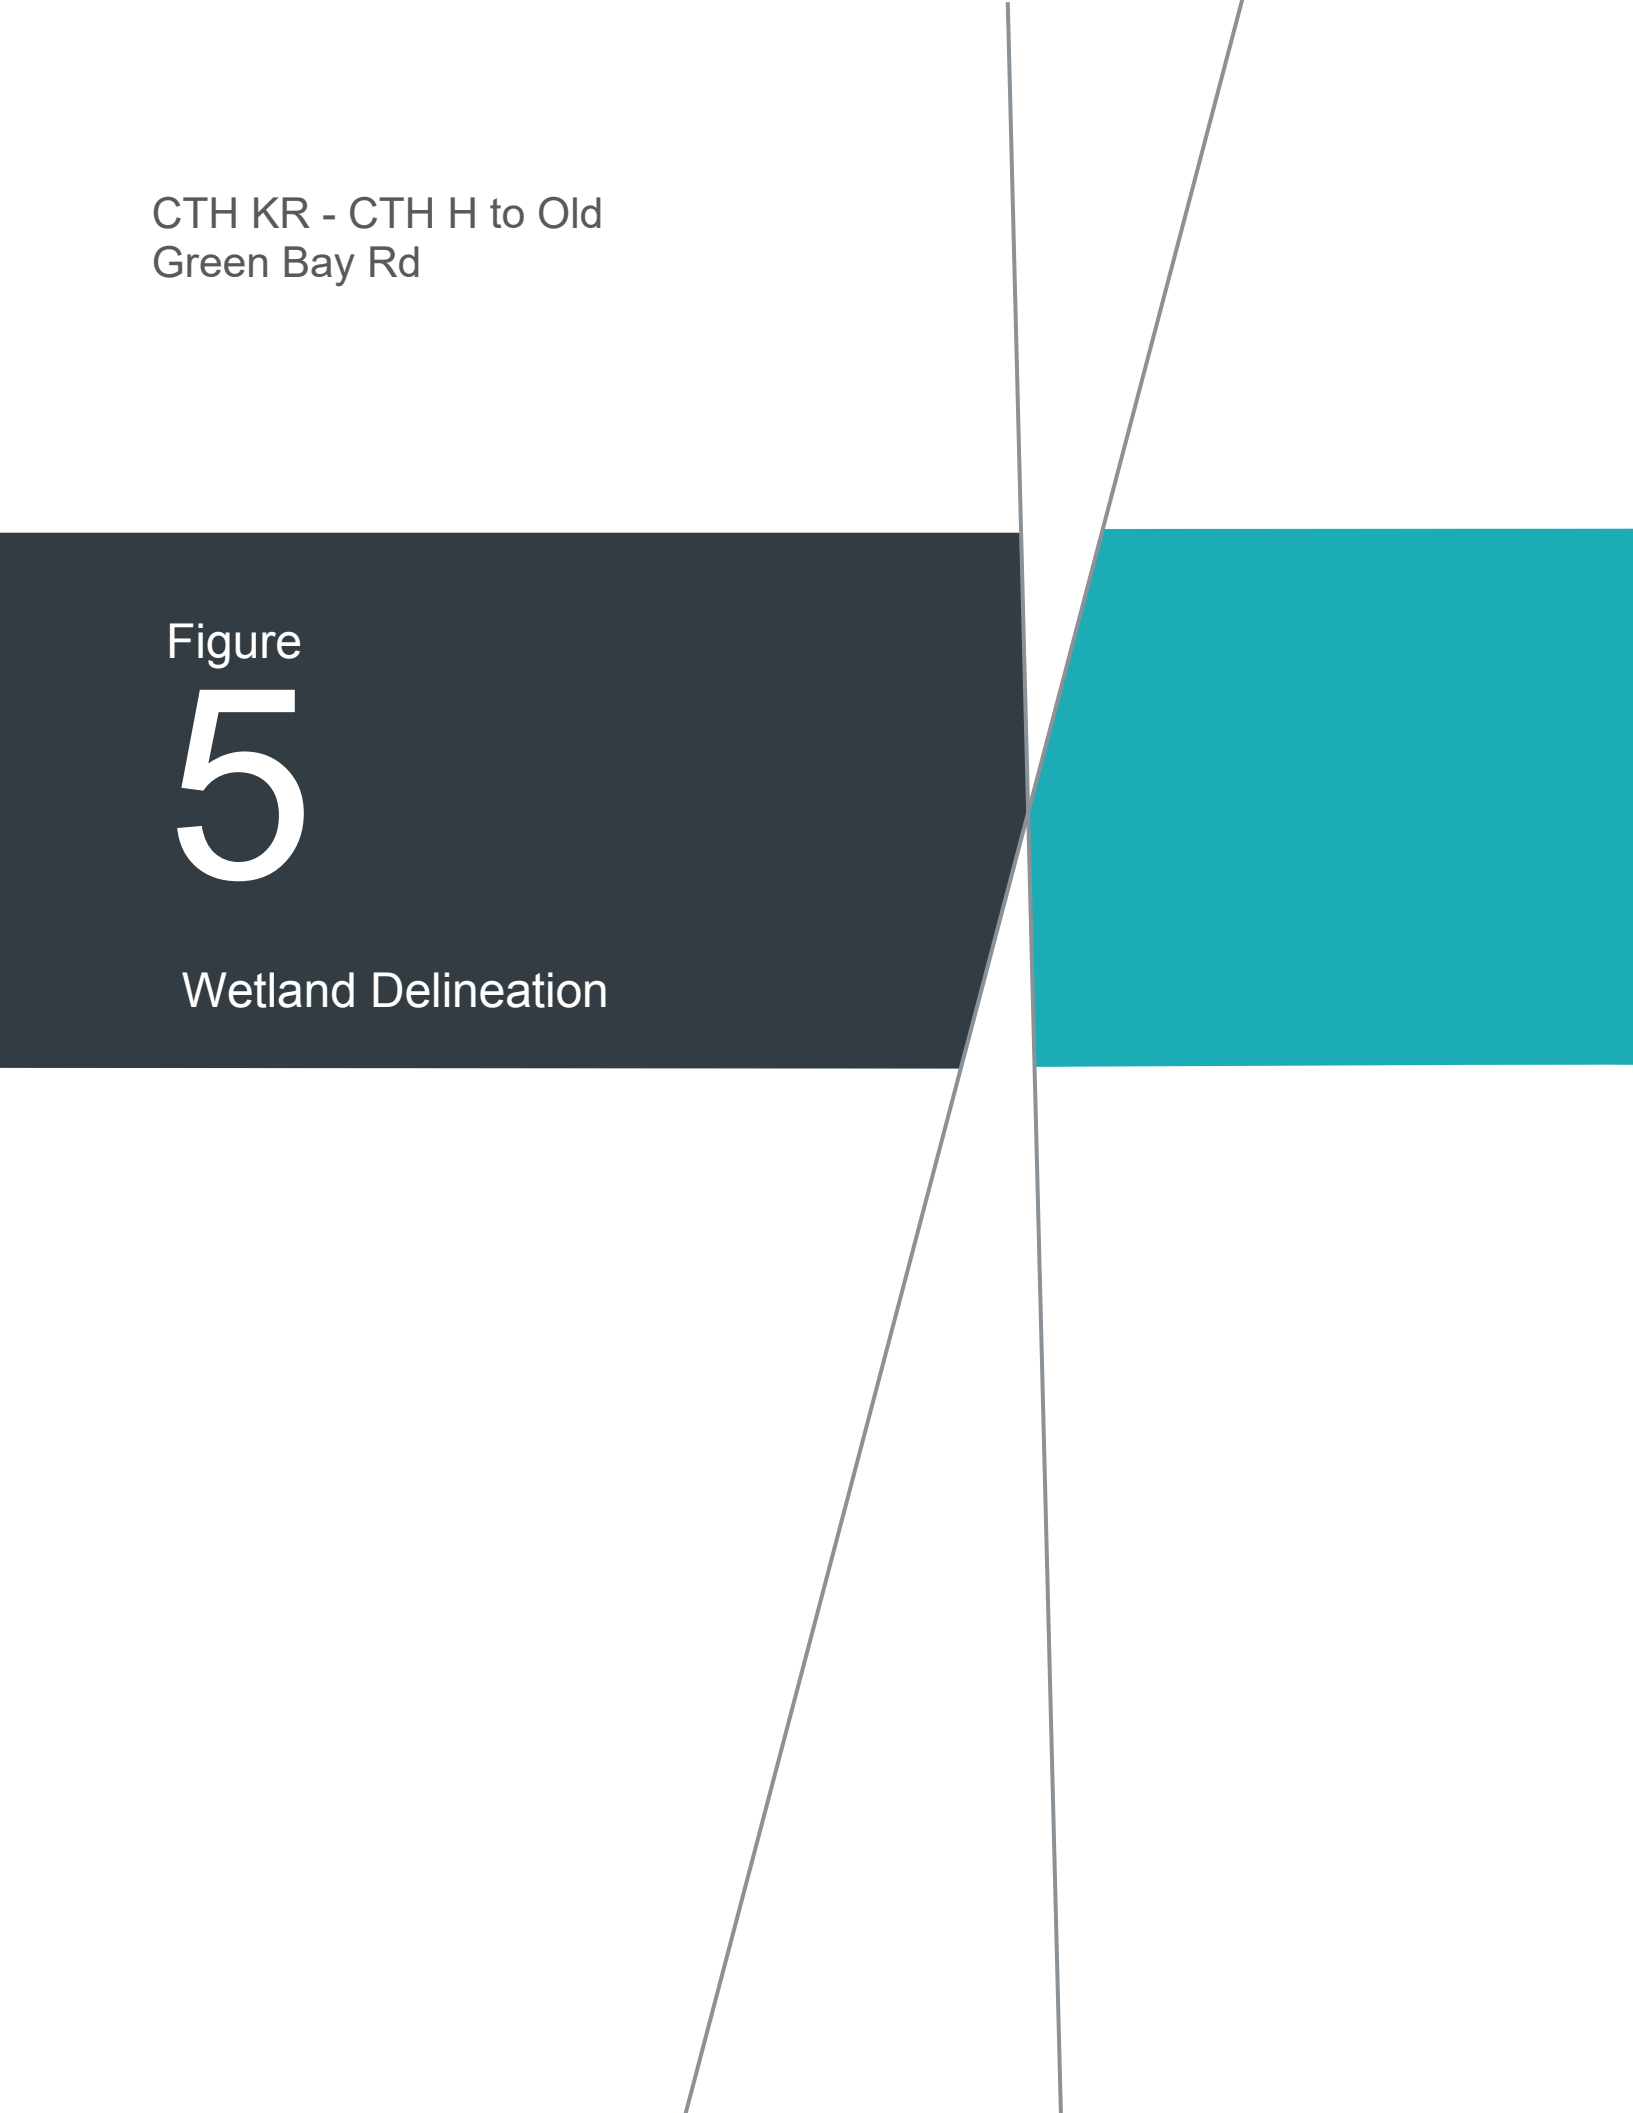 CTH KR - CTH H to Old
Green Bay Rd
Figure
5
Wetland Delineation